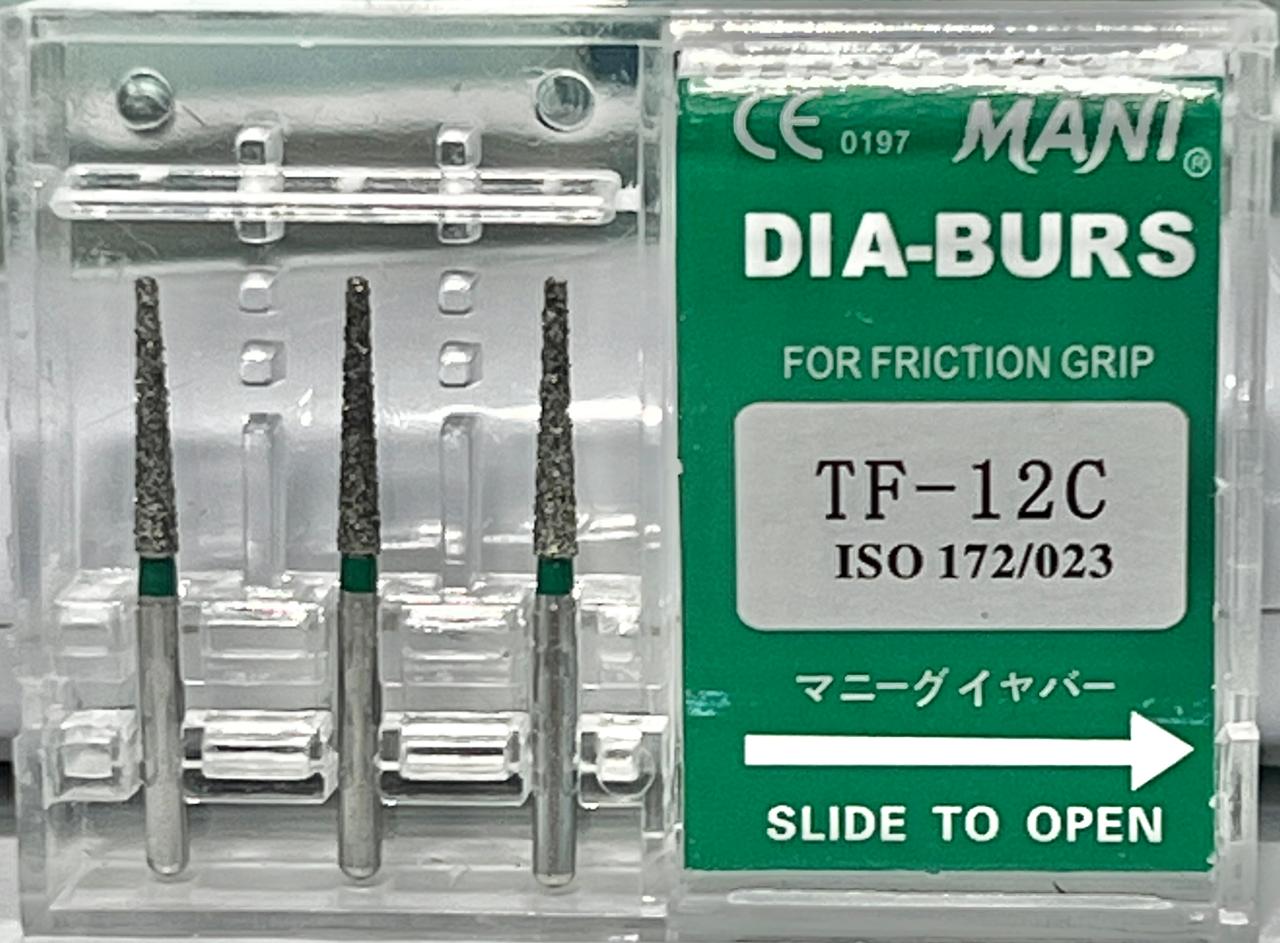 CE 0197 MANI®
DIA-BURS
FOR FRICTION GRIP
TF-12C
ISO 172/023
マニーグイヤバー
SLIDE TO OPEN